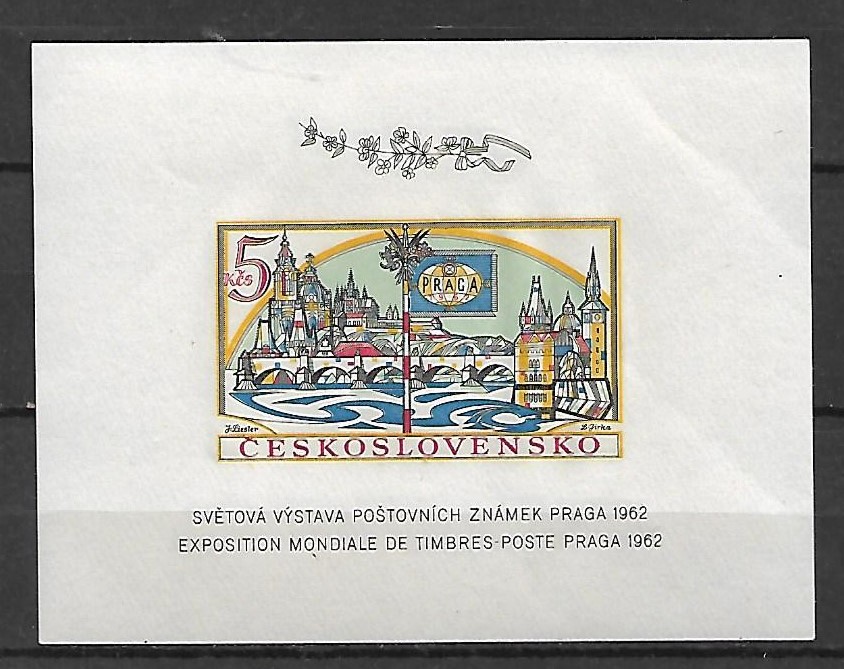 5
Kčs
PRAGA
1962
J. Liesler
L. Jirka
ČESKOSLOVENSKO
SVĚTOVÁ VÝSTAVA POŠTOVNÍCH ZNÁMEK PRAGA 1962
EXPOSITION MONDIALE DE TIMBRES-POSTE PRAGA 1962